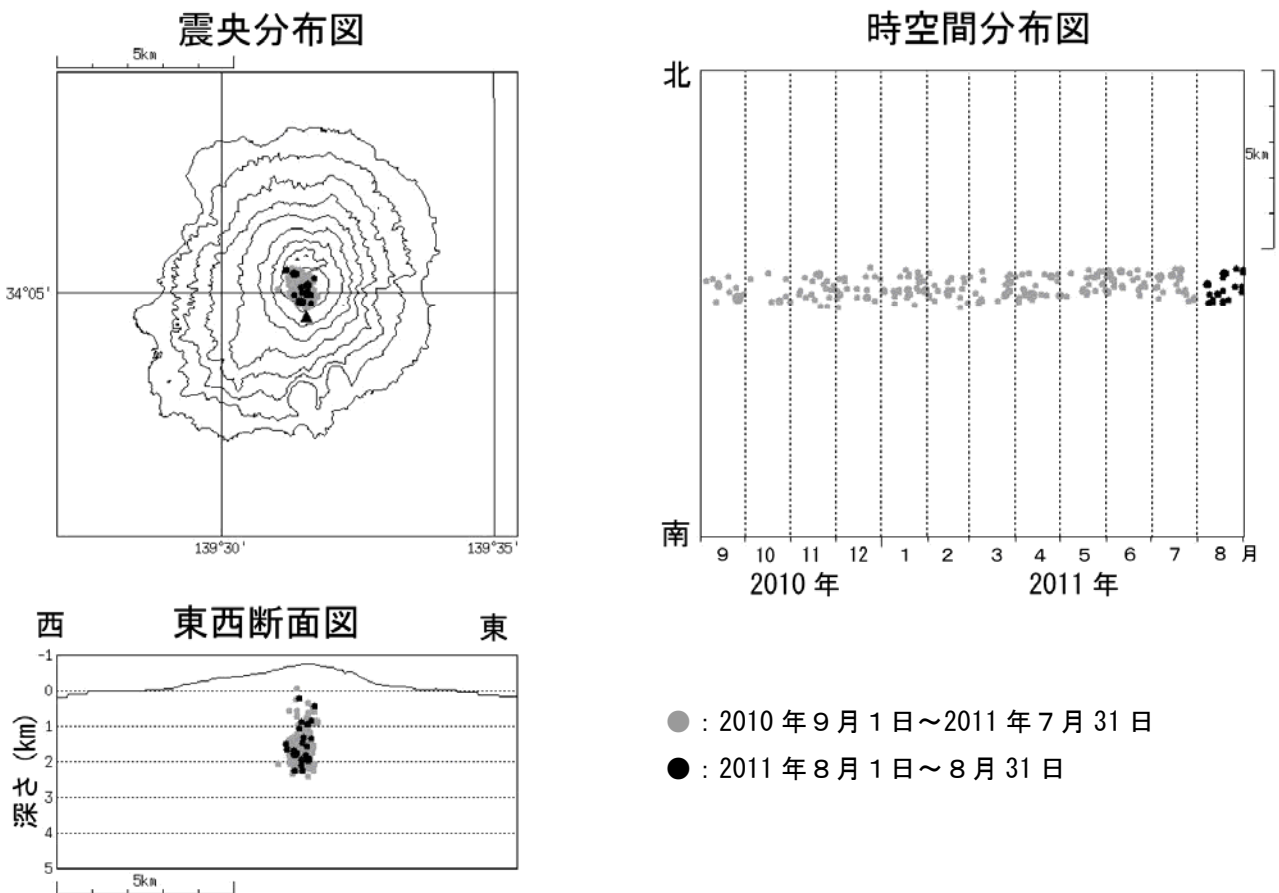 震央分布図
5km
34°05'
139°30'
139°35'
時空間分布図
北
南
5km
9 10 11 12 1 2 3 4 5 6 7 8 月
2010 年 2011 年
西 東西断面図 東
-1
0
1
2
3
4
5
深さ (km)
5km
● : 2010 年９月１日～2011 年７月 31 日
● : 2011 年８月１日～８月 31 日